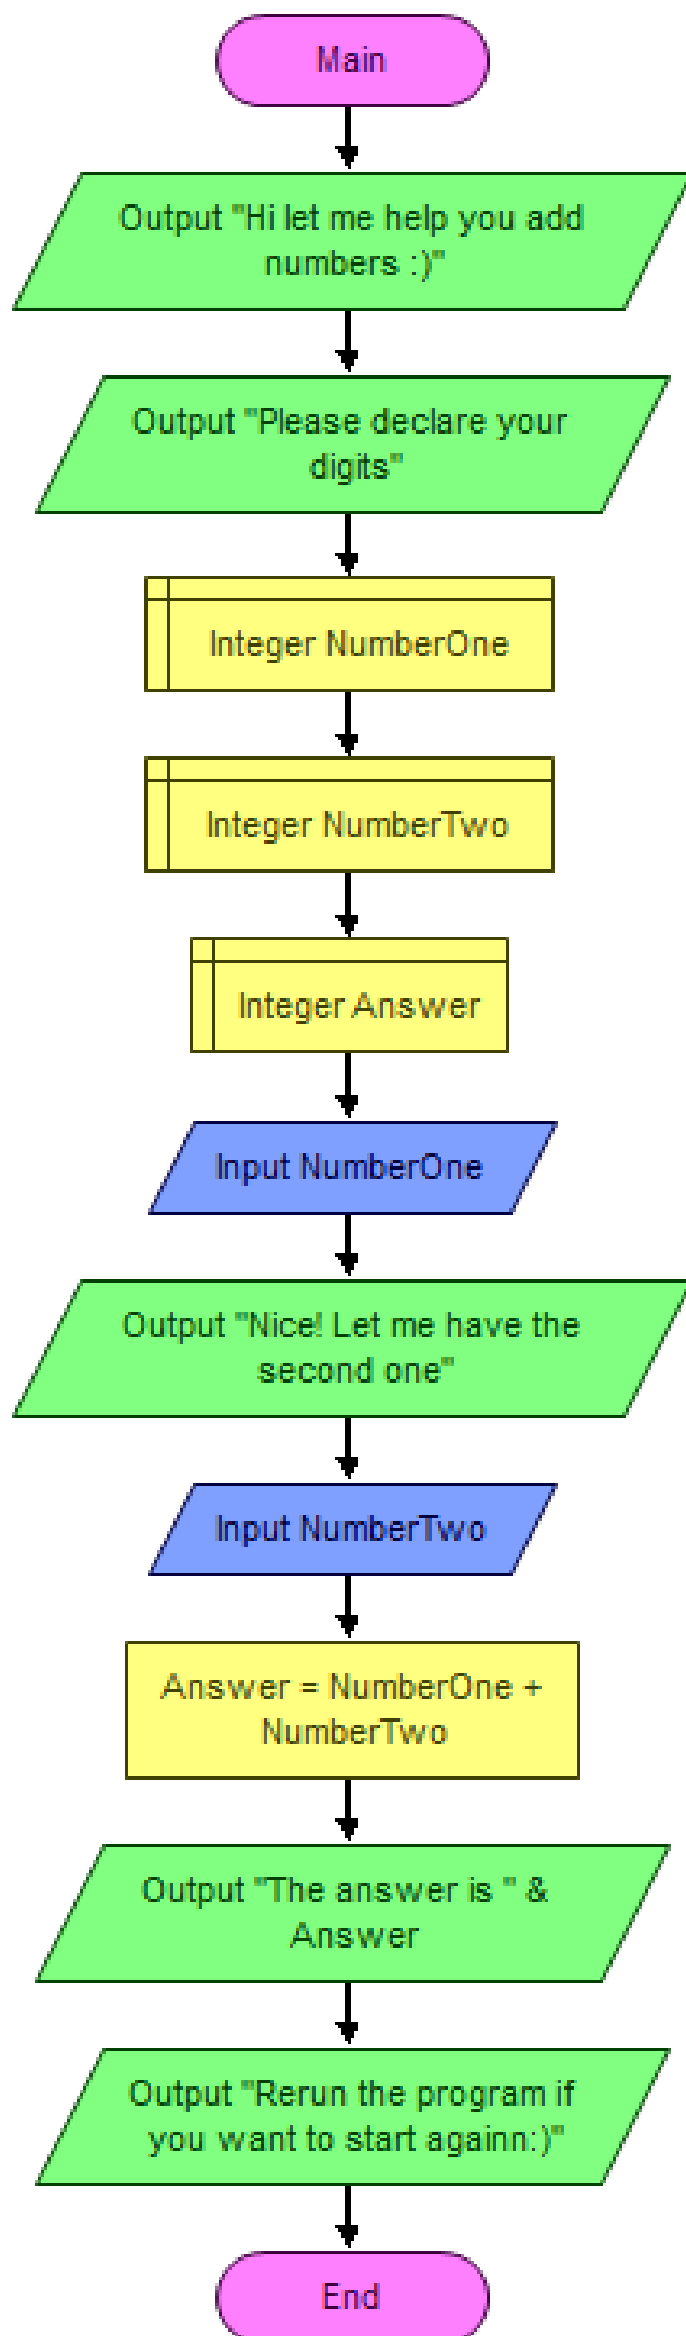 Main
Output "Hi let me help you add
numbers :)"
Output "Please declare your
digits"
Integer NumberOne
Integer NumberTwo
Integer Answer
Input NumberOne
Output "Nice! Let me have the
second one"
Input NumberTwo
Answer = NumberOne +
NumberTwo
Output "The answer is " &
Answer
Output "Rerun the program if
you want to start againn:)"
End